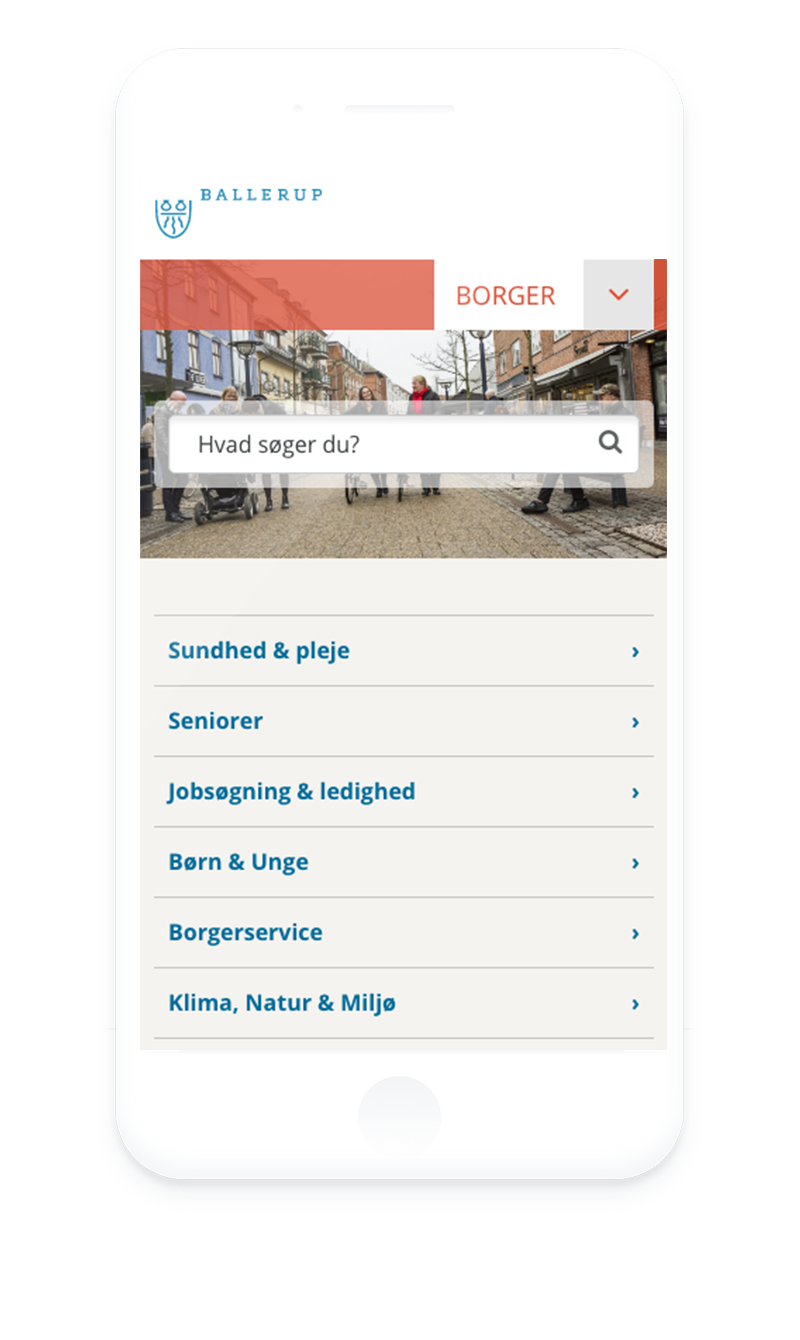 BALLERUP
BORGER
Hvad søger du?
Sundhed & pleje
Seniorer
Jobsøgning & ledighed
Børn & Unge
Borgerservice
Klima, Natur & Miljø